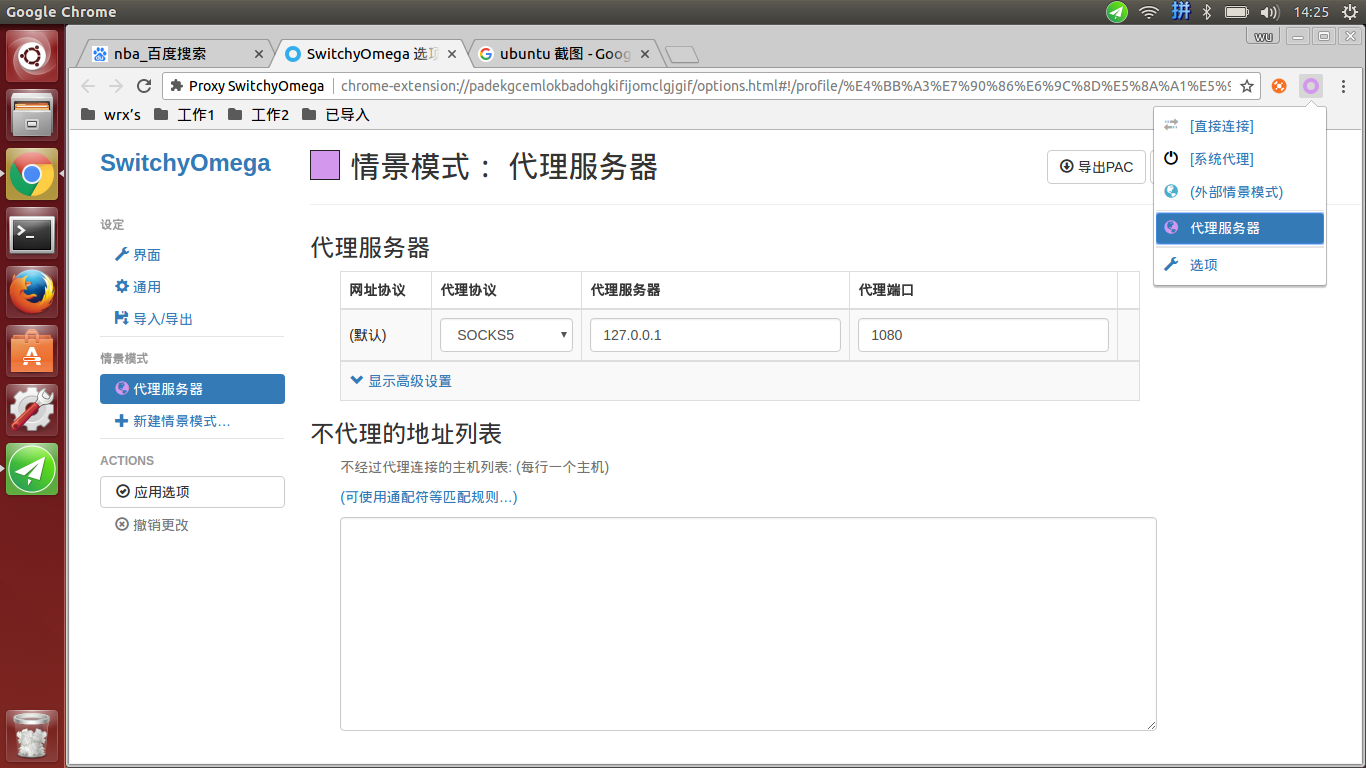 Google Chrome
拼
14:25
nba_百度搜索
SwitchyOmega 选项
ubuntu 截图 - Goog
wu
Proxy SwitchyOmega
chrome-extension://padekgcemlokbadohgkifijomclgjgif/options.html#!/profile/%E4%BB%A3%E7%90%86%E6%9C%8D%E5%8A%A1%E5%9
wrx's
工作1
工作2
已导入
[直接连接]
[系统代理]
(外部情景模式)
代理服务器
选项
SwitchyOmega
设定
界面
通用
导入/导出
情景模式
代理服务器
新建情景模式...
ACTIONS
应用选项
撤销更改
情景模式： 代理服务器
导出PAC
代理服务器
网址协议 代理协议 代理服务器 代理端口
(默认) SOCKS5 127.0.0.1 1080
显示高级设置
不代理的地址列表
不经过代理连接的主机列表: (每行一个主机)
(可使用通配符等匹配规则...)